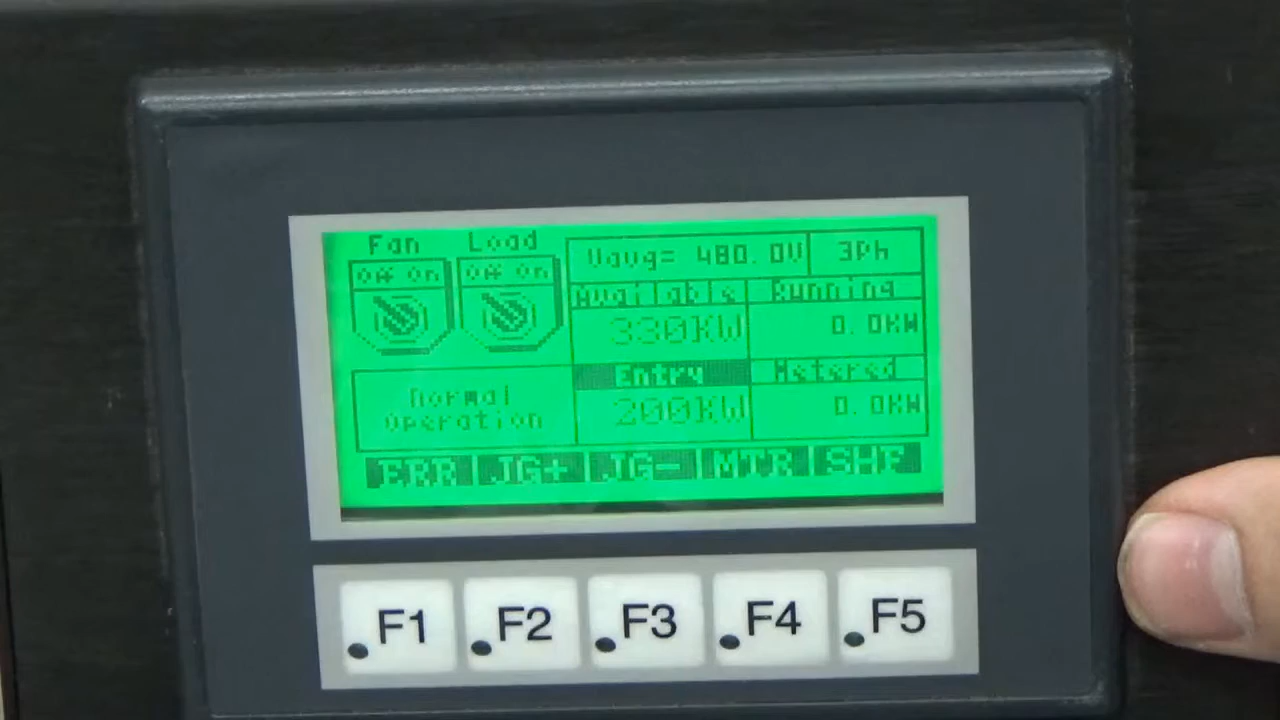 Fan Load
Off On Off On
Vavg= 480.0V 3Ph
Available Running
330KW 0.0KW
Entry Metered
200KW 0.0KW
Normal
Operation
ERR JG+ JG- MTR SHF
F1 F2 F3 F4 F5